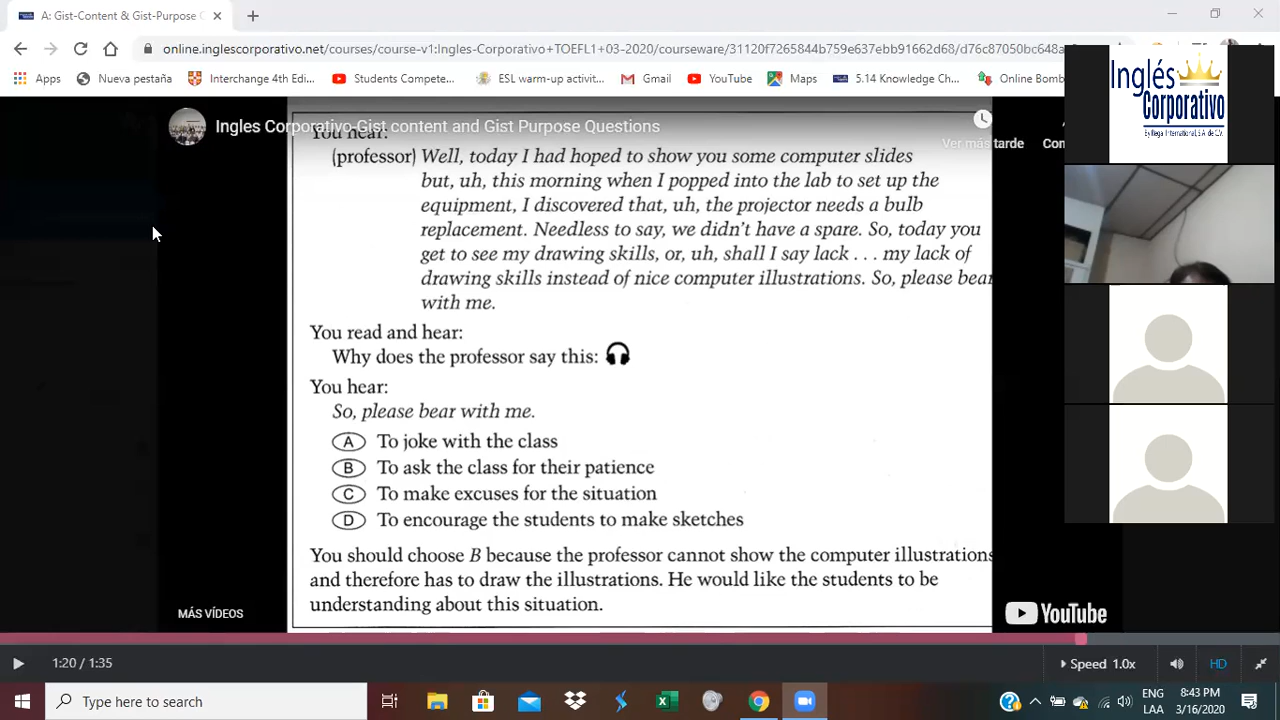 A: Gist-Content & Gist-Purpose
online.inglescorporativo.net/courses/course-v1:Ingles-Corporativo+TOEFL1+03-2020/courseware/31120f7265844b759e637ebb91662d68/d76c87050bc648a
Apps
Nueva pestaña
Interchange 4th Edi...
Students Compete...
ESL warm-up activit...
Gmail
YouTube
Maps
5.14 Knowledge Ch...
Online Bomb
Inglés
Corporativo
Ingles Corporativo-Gist content and Gist Purpose Questions
Ver más tarde
You hear:
(professor) Well, today I had hoped to show you some computer slides
but, uh, this morning when I popped into the lab to set up the
equipment, I discovered that, uh, the projector needs a bulb
replacement. Needless to say, we didn't have a spare. So, today you
get to see my drawing skills, or, uh, shall I say lack . . . my lack of
drawing skills instead of nice computer illustrations. So, please bear
with me.
You read and hear:
Why does the professor say this:
You hear:
So, please bear with me.
A To joke with the class
B To ask the class for their patience
C To make excuses for the situation
D To encourage the students to make sketches
You should choose B because the professor cannot show the computer illustrations
and therefore has to draw the illustrations. He would like the students to be
understanding about this situation.
MÁS VÍDEOS
YouTube
1:20 / 1:35
Speed 1.0x
HD
Type here to search
ENG
LAA
8:43 PM
3/16/2020